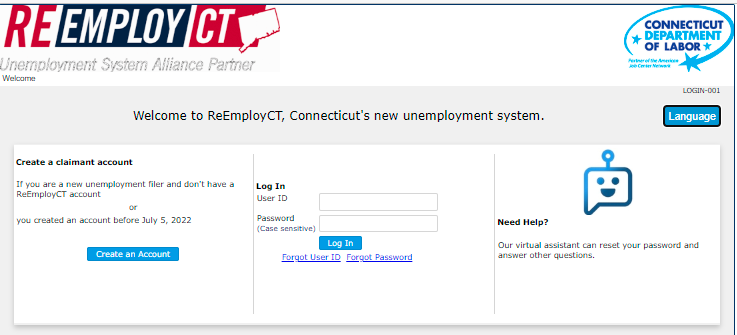 REEMPLOYCT
Unemployment System Alliance Partner
CONNECTICUT
DEPARTMENT
OF LABOR
Partner of the American
Job Center Network
Welcome
LOGIN-001
Welcome to ReEmployCT, Connecticut's new unemployment system.
Language
Create a claimant account
If you are a new unemployment filer and don't have a
ReEmployCT account
or
you created an account before July 5, 2022
Create an Account
Log In
User ID
Password
(Case sensitive)
Log In
Forgot User ID Forgot Password
Need Help?
Our virtual assistant can reset your password and
answer other questions.